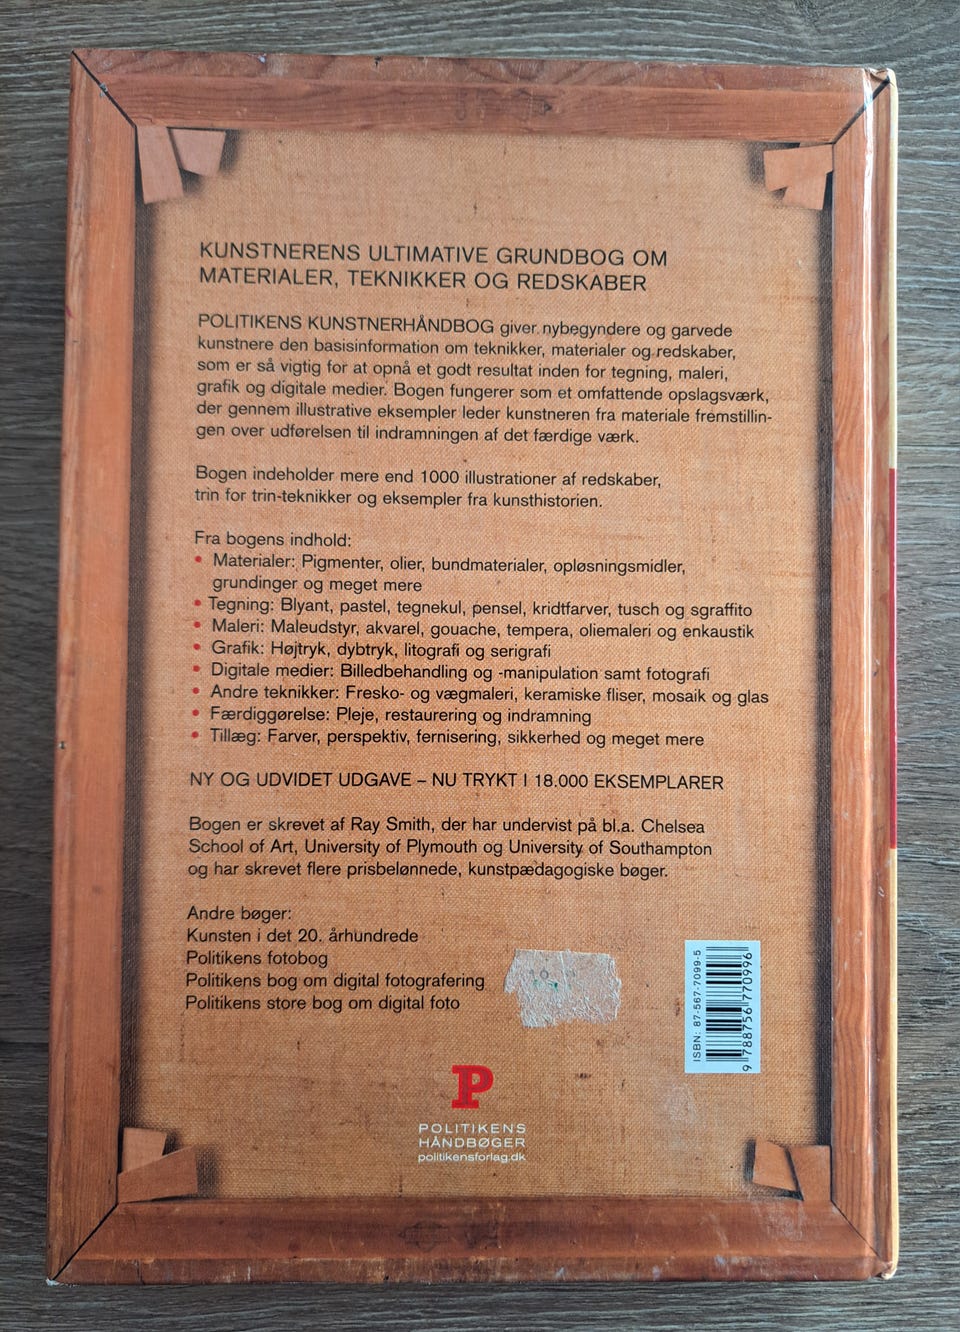 KUNSTNERENS ULTIMATIVE GRUNDBOG OM
MATERIALER, TEKNIKKER OG REDSKABER
POLITIKENS KUNSTNERHÅNDBOG giver nybegyndere og garvede
kunstnere den basisinformation om teknikker, materialer og redskaber,
som er så vigtig for at opnå et godt resultat inden for tegning, maleri,
grafik og digitale medier. Bogen fungerer som et omfattende opslagsværk,
der gennem illustrative eksempler leder kunstneren fra materiale fremstillin-
gen over udførelsen til indramningen af det færdige værk.
Bogen indeholder mere end 1000 illustrationer af redskaber,
trin for trin-teknikker og eksempler fra kunsthistorien.
Fra bogens indhold:
• Materialer: Pigmenter, olier, bundmaterialer, opløsningsmidler,
grundinger og meget mere
• Tegning: Blyant, pastel, tegnekul, pensel, kridtfarver, tusch og sgraffito
• Maleri: Maleudstyr, akvarel, gouache, tempera, oliemaleri og enkaustik
• Grafik: Højtryk, dybtryk, litografi og serigrafi
• Digitale medier: Billedbehandling og -manipulation samt fotografi
• Andre teknikker: Fresko- og vægmaleri, keramiske fliser, mosaik og glas
• Færdiggørelse: Pleje, restaurering og indramning
• Tillæg: Farver, perspektiv, fernisering, sikkerhed og meget mere
NY OG UDVIDET UDGAVE – NU TRYKT I 18.000 EKSEMPLARER
Bogen er skrevet af Ray Smith, der har undervist på bl.a. Chelsea
School of Art, University of Plymouth og University of Southampton
og har skrevet flere prisbelønnede, kunstpædagogiske bøger.
Andre bøger:
Kunsten i det 20. århundrede
Politikens fotobog
Politikens bog om digital fotografering
Politikens store bog om digital foto
ISBN: 87-567-7099-5
9 788756 770996
P
POLITIKENS
HÅNDBØGER
politikensforlag.dk